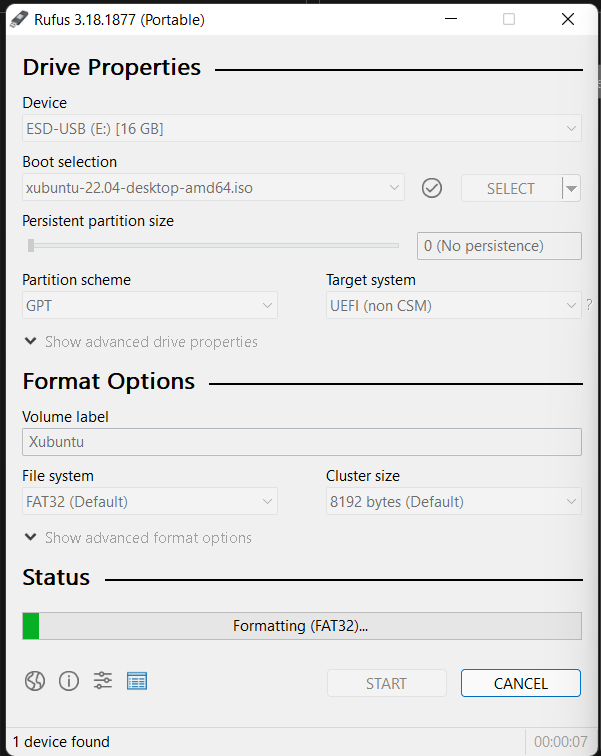 Rufus 3.18.1877 (Portable)
Drive Properties
Device
ESD-USB (E:) [16 GB]
Boot selection
xubuntu-22.04-desktop-amd64.iso
SELECT
Persistent partition size
0 (No persistence)
Partition scheme
Target system
GPT
UEFI (non CSM)
?
Show advanced drive properties
Format Options
Volume label
Xubuntu
File system
Cluster size
FAT32 (Default)
8192 bytes (Default)
Show advanced format options
Status
Formatting (FAT32)...
START
CANCEL
1 device found
00:00:07